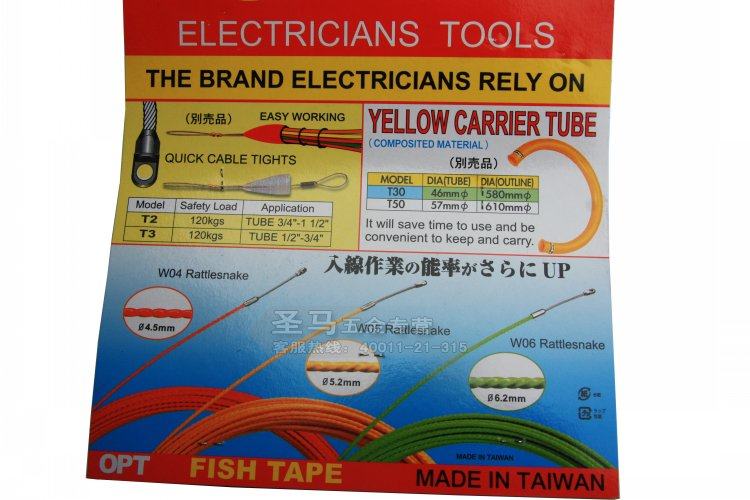 ELECTRICIANS TOOLS
THE BRAND ELECTRICIANS RELY ON
(別売品) EASY WORKING
QUICK CABLE TIGHTS
Model Safety Load Application
T2 120kgs TUBE 3/4"-1 1/2"
T3 120kgs TUBE 1/2"-3/4"
YELLOW CARRIER TUBE
(COMPOSITED MATERIAL)
(別売品)
MODEL DIA(TUBE) DIA(OUTLINE)
T30 46mmφ 580mmφ
T50 57mmφ 610mmφ
It will save time to use and be
convenient to keep and carry.
入線作業の能率がさらに UP
W04 Rattlesnake
Ø4.5mm
圣马五金专营
客服热线：40011-21-315
W05 Rattlesnake
Ø5.2mm
W06 Rattlesnake
Ø6.2mm
MADE IN TAIWAN
OPT FISH TAPE MADE IN TAIWAN